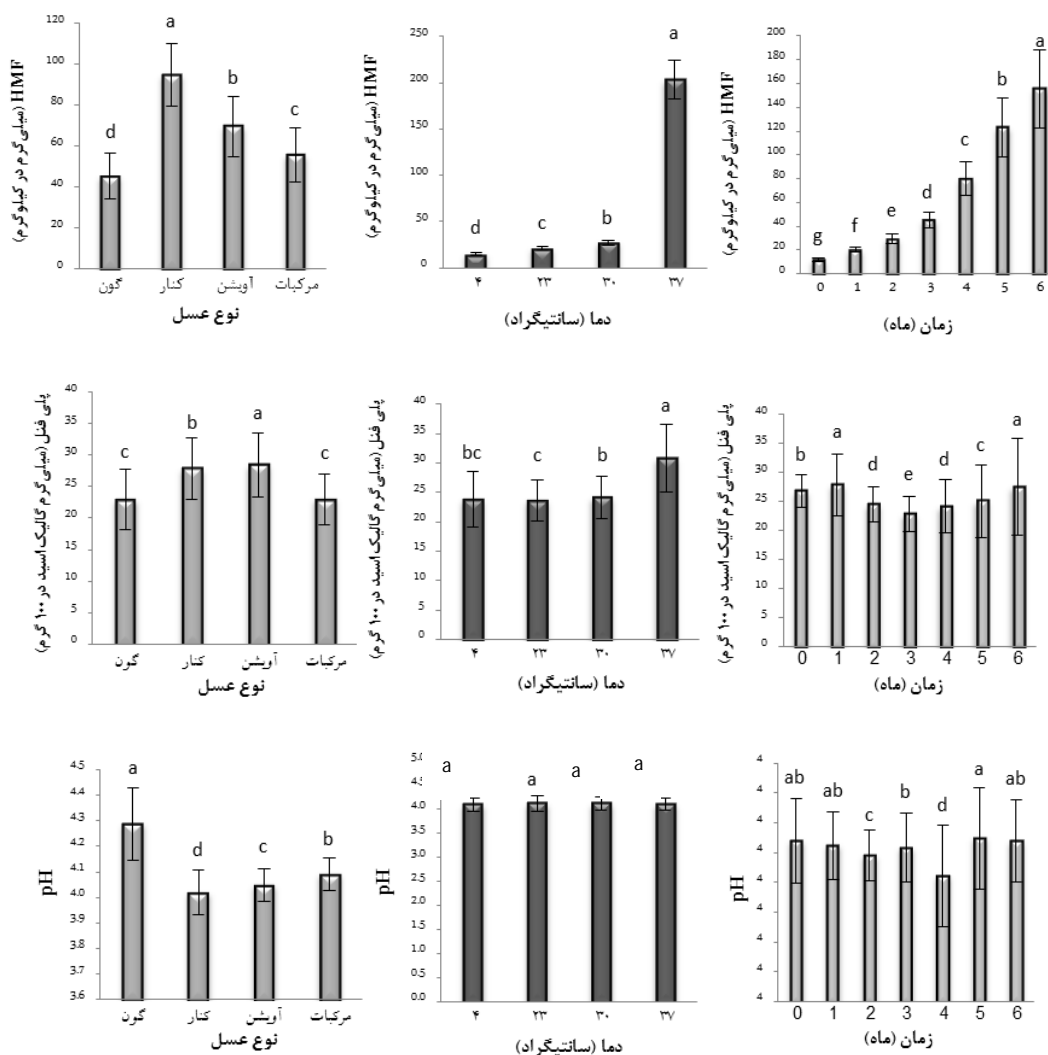 HMF (میلی‌گرم در کیلوگرم)
120
100
80
60
40
20
0
d
a
b
c
گون
کنار
آویشن
مرکبات
نوع عسل
HMF (میلی‌گرم در کیلوگرم)
250
200
150
100
50
0
d
c
b
a
۴
۲۳
۳۰
۳۷
دما (سانتیگراد)
HMF (میلی‌گرم در کیلوگرم)
200
180
160
140
120
100
80
60
40
20
0
g
f
e
d
c
b
a
0
1
2
3
4
5
6
زمان (ماه)
پلی فنل (میلی گرم گالیک اسید در ۱۰۰ گرم)
40
35
30
25
20
15
10
5
0
c
b
a
c
گون
کنار
آویشن
مرکبات
نوع عسل
پلی فنل (میلی گرم گالیک اسید در ۱۰۰ گرم)
40
35
30
25
20
15
10
5
0
bc
c
b
a
۴
۲۳
۳۰
۳۷
دما (سانتیگراد)
پلی فنل (میلی گرم گالیک اسید در ۱۰۰ گرم)
40
35
30
25
20
15
10
5
0
b
a
d
e
d
c
a
0
1
2
3
4
5
6
زمان (ماه)
pH
4.5
4.4
4.3
4.2
4.1
4.0
3.9
3.8
3.7
3.6
a
d
c
b
گون
کنار
آویشن
مرکبات
نوع عسل
pH
5.0
4.5
4.0
3.5
3.0
2.5
2.0
1.5
1.0
0.5
0.0
a
a
a
a
۴
۲۳
۳۰
۳۷
دما (سانتیگراد)
pH
4
4
4
4
4
4
4
4
ab
ab
c
b
d
a
ab
0
1
2
3
4
5
6
زمان (ماه)